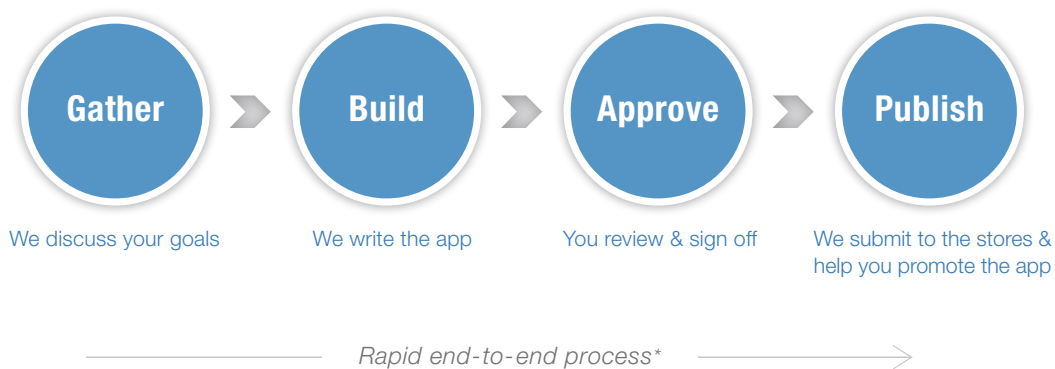 Gather
Build
Approve
Publish
We discuss your goals
We write the app
You review & sign off
We submit to the stores &
help you promote the app
Rapid end-to-end process*